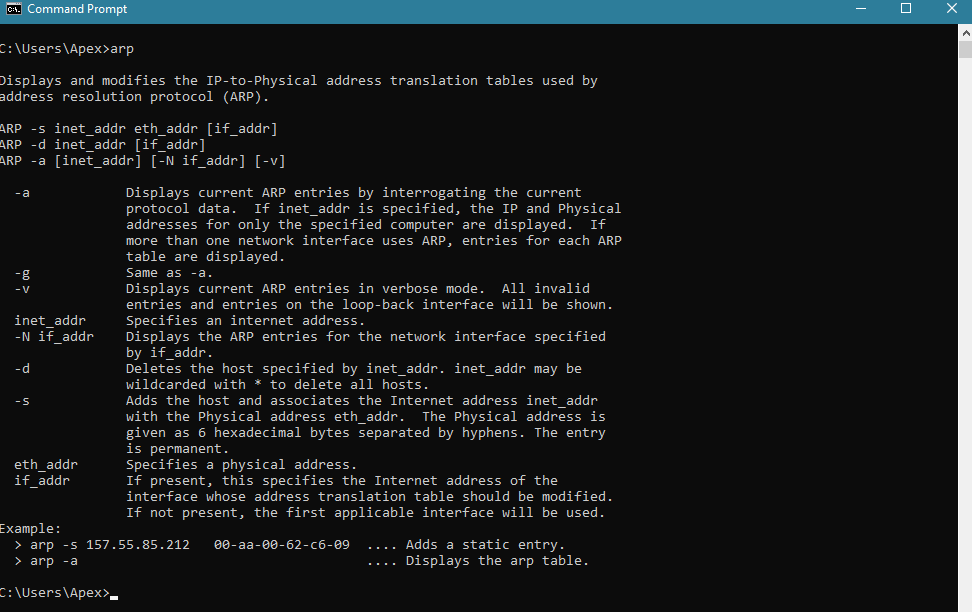 Command Prompt
C:\Users\Apex>arp
Displays and modifies the IP-to-Physical address translation tables used by
address resolution protocol (ARP).
ARP -s inet_addr eth_addr [if_addr]
ARP -d inet_addr [if_addr]
ARP -a [inet_addr] [-N if_addr] [-v]
-a Displays current ARP entries by interrogating the current
protocol data. If inet_addr is specified, the IP and Physical
addresses for only the specified computer are displayed. If
more than one network interface uses ARP, entries for each ARP
table are displayed.
-g Same as -a.
-v Displays current ARP entries in verbose mode. All invalid
entries and entries on the loop-back interface will be shown.
inet_addr Specifies an internet address.
-N if_addr Displays the ARP entries for the network interface specified
by if_addr.
-d Deletes the host specified by inet_addr. inet_addr may be
wildcarded with * to delete all hosts.
-s Adds the host and associates the Internet address inet_addr
with the Physical address eth_addr. The Physical address is
given as 6 hexadecimal bytes separated by hyphens. The entry
is permanent.
eth_addr Specifies a physical address.
if_addr If present, this specifies the Internet address of the
interface whose address translation table should be modified.
If not present, the first applicable interface will be used.
Example:
> arp -s 157.55.85.212 00-aa-00-62-c6-09 .... Adds a static entry.
> arp -a .... Displays the arp table.
C:\Users\Apex>